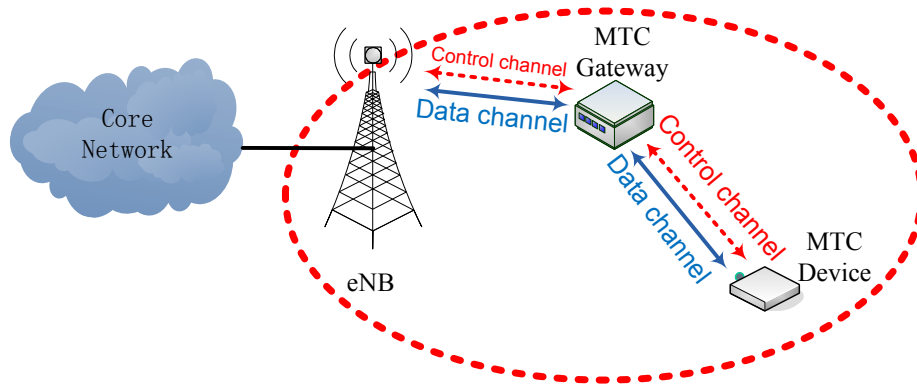 Core
Network
eNB
Control channel
Data channel
MTC
Gateway
Control channel
Data channel
MTC
Device